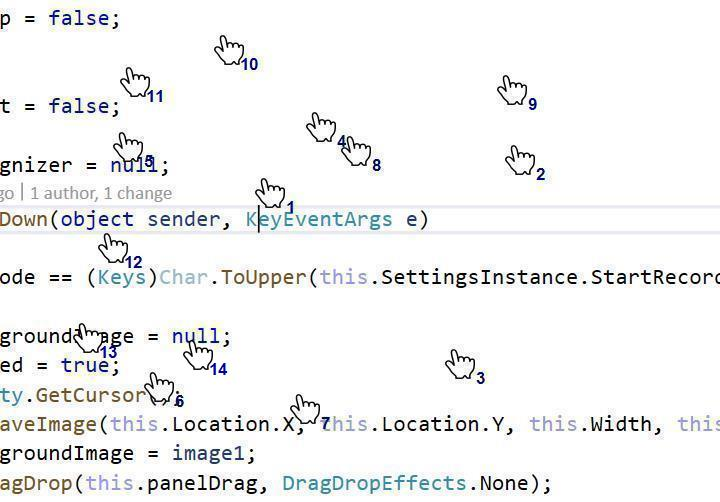 p = false;
10
11
9
t = false;
4
5
8
gnizer = null;
2
go | 1 author, 1 change
1
Down(object sender, KeyEventArgs e)
12
ode == (Keys)Char.ToUpper(this.SettingsInstance.StartRecord
groundImage = null;
13
14
ed = true;
3
ty.GetCursor();
6
7
aveImage(this.Location.X, this.Location.Y, this.Width, this
groundImage = image1;
agDrop(this.panelDrag, DragDropEffects.None);